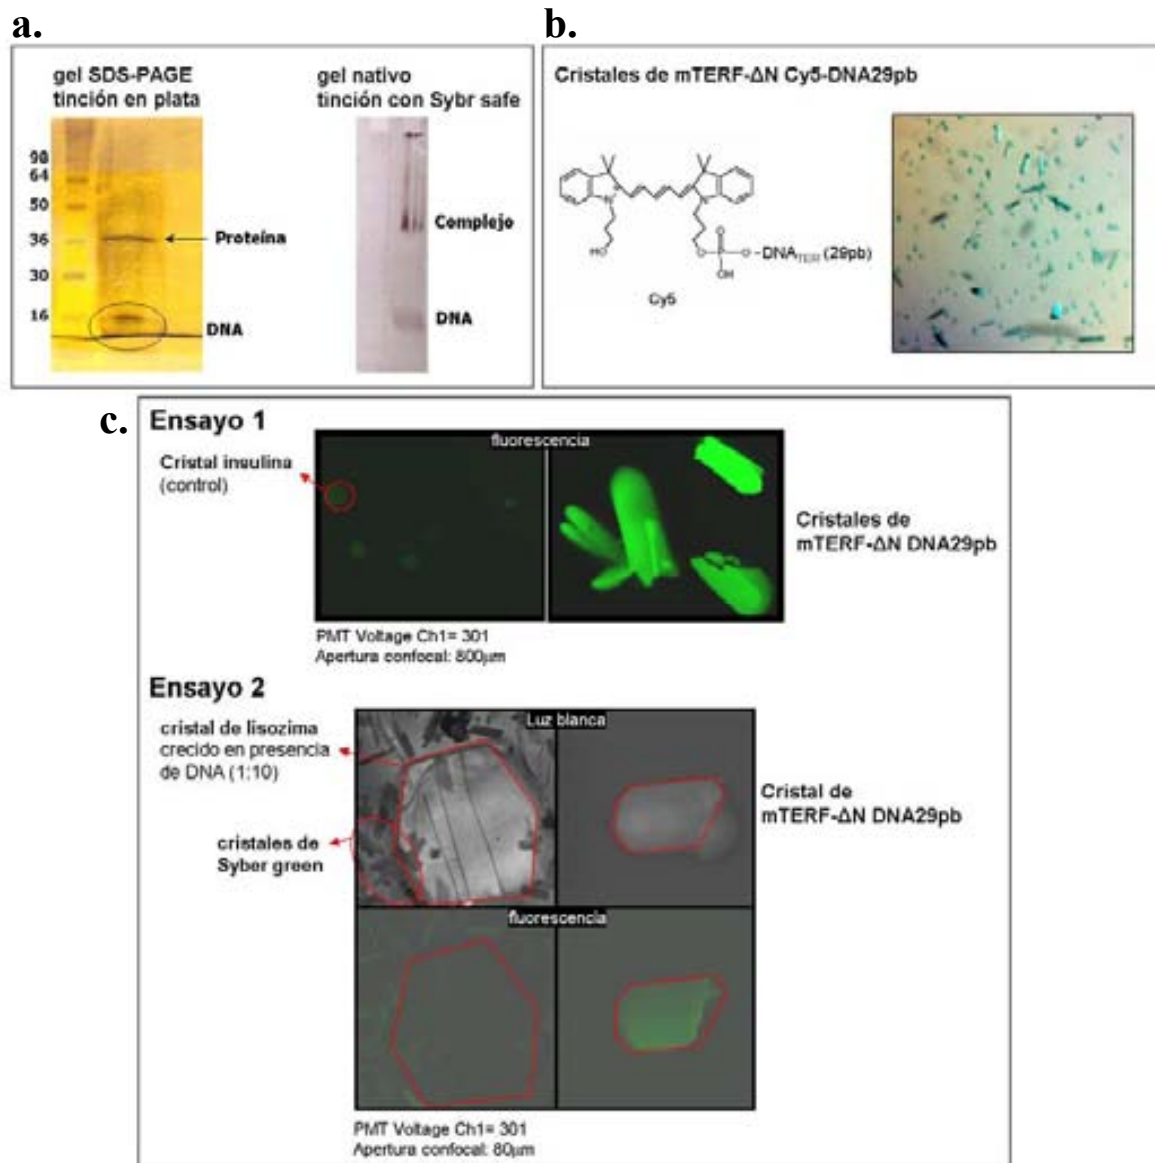 a.
gel SDS-PAGE
tinción en plata
90
64
50
36
30
16
Proteína
DNA
gel nativo
tinción con Sybr safe
Complejo
DNA
b.
Cristales de mTERF-ΔN Cy5-DNA29pb
N
N
HO
O
O
P
O
OH
-DNATER (29pb)
Cy5
c.
Ensayo 1
fluorescencia
Cristal insulina
(control)
Cristales de
mTERF-ΔN DNA29pb
PMT Voltage Ch1= 301
Apertura confocal: 800µm
Ensayo 2
Luz blanca
cristal de lisozima
crecido en presencia
de DNA (1:10)
cristales de
Syber green
Cristal de
mTERF-ΔN DNA29pb
fluorescencia
PMT Voltage Ch1= 301
Apertura confocal: 80µm